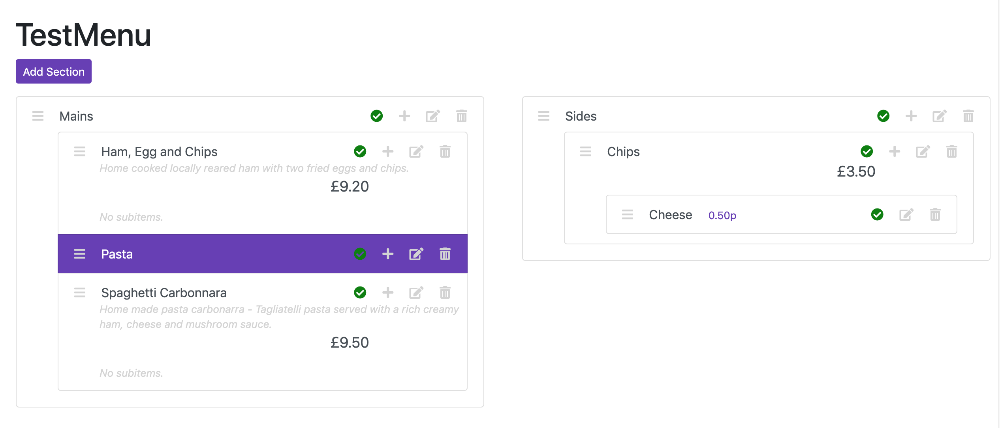 TestMenu
Add Section
Mains
Ham, Egg and Chips
Home cooked locally reared ham with two fried eggs and chips.
£9.20
No subitems.
Pasta
Spaghetti Carbonnara
Home made pasta carbonarra - Tagliatelli pasta served with a rich creamy
ham, cheese and mushroom sauce.
£9.50
No subitems.
Sides
Chips
£3.50
Cheese 0.50p